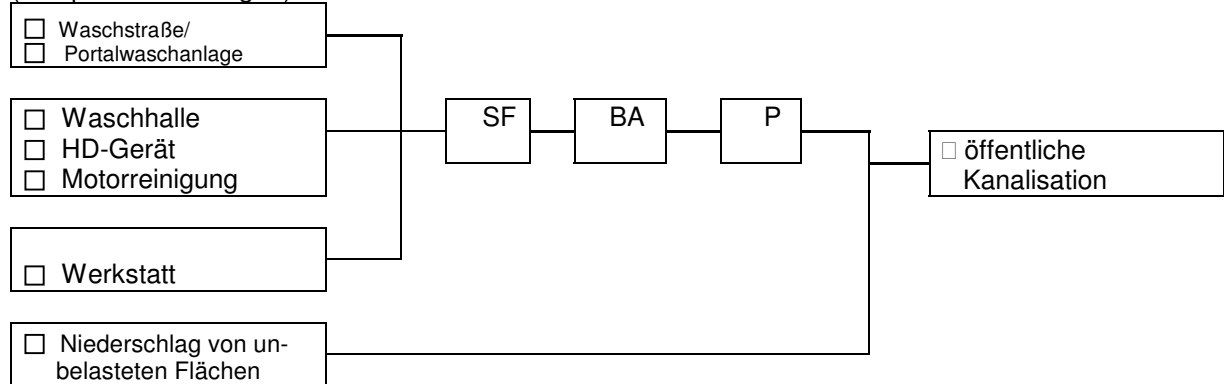 ☐ Waschstraße/
☐ Portalwaschanlage
☐ Waschhalle
☐ HD-Gerät
☐ Motorreinigung
SF
BA
P
☐ öffentliche
Kanalisation
☐ Werkstatt
☐ Niederschlag von un-
belasteten Flächen